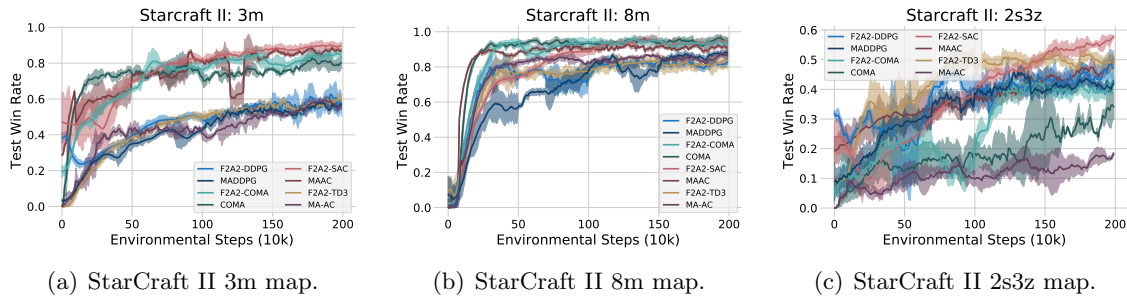 Starcraft II: 3m
Test Win Rate
1.0
0.8
0.6
0.4
0.2
0.0
F2A2-DDPG
MADDPG
F2A2-COMA
COMA
F2A2-SAC
MAAC
F2A2-TD3
MA-AC
0 50 100 150 200
Environmental Steps (10k)
(a) StarCraft II 3m map.
Starcraft II: 8m
Test Win Rate
1.0
0.8
0.6
0.4
0.2
0.0
F2A2-DDPG
MADDPG
F2A2-COMA
COMA
F2A2-SAC
MAAC
F2A2-TD3
MA-AC
0 50 100 150 200
Environmental Steps (10k)
(b) StarCraft II 8m map.
Starcraft II: 2s3z
Test Win Rate
0.6
0.5
0.4
0.3
0.2
0.1
0.0
F2A2-DDPG
MADDPG
F2A2-COMA
COMA
F2A2-SAC
MAAC
F2A2-TD3
MA-AC
0 50 100 150 200
Environmental Steps (10k)
(c) StarCraft II 2s3z map.